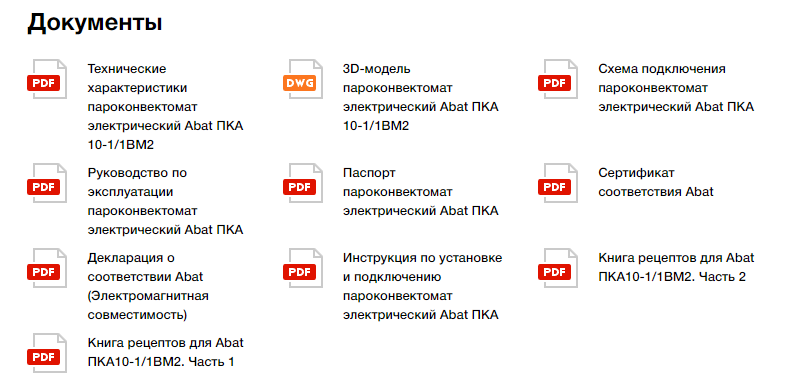 Документы
PDF
Технические
характеристики
пароконвектомат
электрический Abat ПКА
10-1/1ВМ2
DWG
3D-модель
пароконвектомат
электрический Abat ПКА
10-1/1ВМ2
PDF
Схема подключения
пароконвектомат
электрический Abat ПКА
PDF
Руководство по
эксплуатации
пароконвектомат
электрический Abat ПКА
PDF
Паспорт
пароконвектомат
электрический Abat ПКА
PDF
Сертификат
соответствия Abat
PDF
Декларация о
соответствии Abat
(Электромагнитная
совместимость)
PDF
Инструкция по установке
и подключению
пароконвектомат
электрический Abat ПКА
PDF
Книга рецептов для Abat
ПКА10-1/1ВМ2. Часть 2
PDF
Книга рецептов для Abat
ПКА10-1/1ВМ2. Часть 1